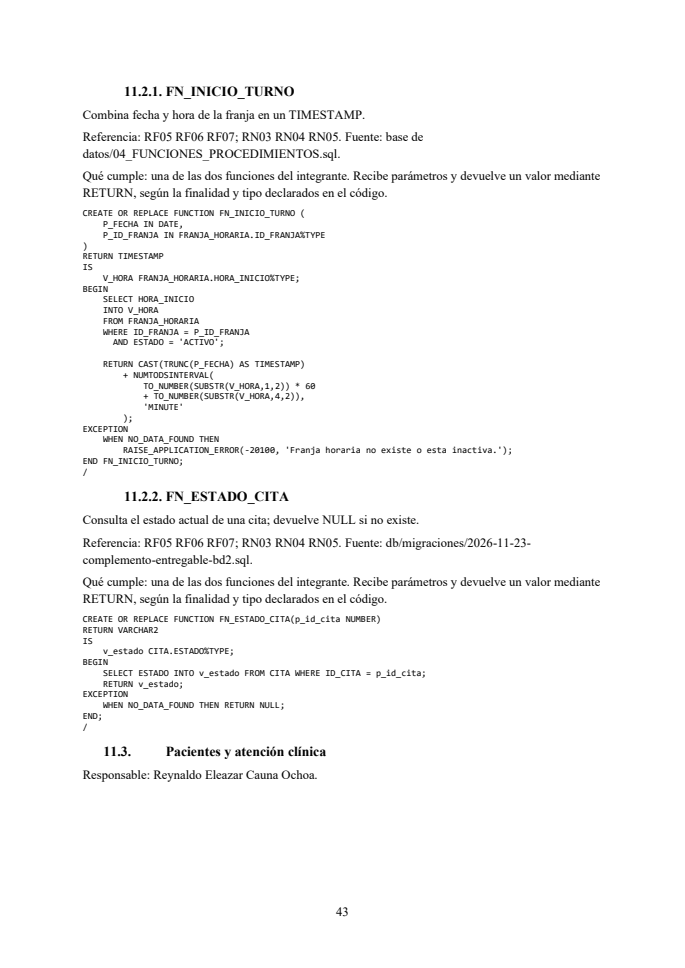 11.2.1. FN_INICIO_TURNO
Combina fecha y hora de la franja en un TIMESTAMP.
Referencia: RF05 RF06 RF07; RN03 RN04 RN05. Fuente: base de
datos/04_FUNCIONES_PROCEDIMIENTOS.sql.
Qué cumple: una de las dos funciones del integrante. Recibe parámetros y devuelve un valor mediante
RETURN, según la finalidad y tipo declarados en el código.
CREATE OR REPLACE FUNCTION FN_INICIO_TURNO (
    P_FECHA IN DATE,
    P_ID_FRANJA IN FRANJA_HORARIA.ID_FRANJA%TYPE
)
RETURN TIMESTAMP
IS
    V_HORA FRANJA_HORARIA.HORA_INICIO%TYPE;
BEGIN
    SELECT HORA_INICIO
    INTO V_HORA
    FROM FRANJA_HORARIA
    WHERE ID_FRANJA = P_ID_FRANJA
      AND ESTADO = 'ACTIVO';
    RETURN CAST(TRUNC(P_FECHA) AS TIMESTAMP)
        + NUMTODSINTERVAL(
            TO_NUMBER(SUBSTR(V_HORA,1,2)) * 60
            + TO_NUMBER(SUBSTR(V_HORA,4,2)),
            'MINUTE'
        );
EXCEPTION
    WHEN NO_DATA_FOUND THEN
        RAISE_APPLICATION_ERROR(-20100, 'Franja horaria no existe o esta inactiva.');
END FN_INICIO_TURNO;
/
11.2.2. FN_ESTADO_CITA
Consulta el estado actual de una cita; devuelve NULL si no existe.
Referencia: RF05 RF06 RF07; RN03 RN04 RN05. Fuente: db/migraciones/2026-11-23-
complemento-entregable-bd2.sql.
Qué cumple: una de las dos funciones del integrante. Recibe parámetros y devuelve un valor mediante
RETURN, según la finalidad y tipo declarados en el código.
CREATE OR REPLACE FUNCTION FN_ESTADO_CITA(p_id_cita NUMBER)
RETURN VARCHAR2
IS
    v_estado CITA.ESTADO%TYPE;
BEGIN
    SELECT ESTADO INTO v_estado FROM CITA WHERE ID_CITA = p_id_cita;
    RETURN v_estado;
EXCEPTION
    WHEN NO_DATA_FOUND THEN RETURN NULL;
END;
/
11.3. Pacientes y atención clínica
Responsable: Reynaldo Eleazar Cauna Ochoa.
43